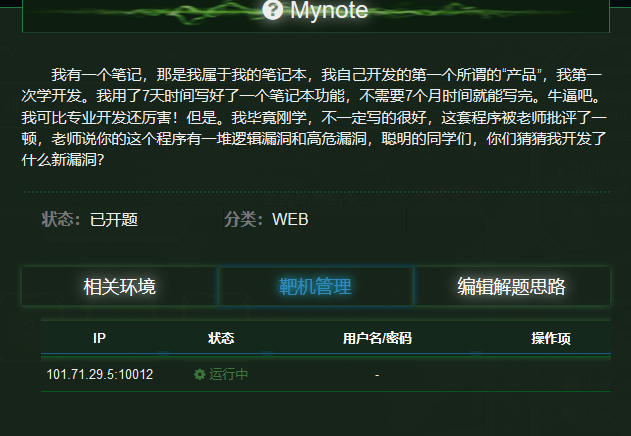 Mynote
我有一个笔记，那是我属于我的笔记本，我自己开发的第一个所谓的“产品”，我第一
次学开发。我用了7天时间写好了一个笔记本功能，不需要7个月时间就能写完。牛逼吧。
我可比专业开发还厉害！但是。我毕竟刚学，不一定写的很好，这套程序被老师批评了一
顿，老师说你的这个程序有一堆逻辑漏洞和高危漏洞，聪明的同学们，你们猜猜我开发了
什么新漏洞？
状态：已开题 分类：WEB
相关环境 靶机管理 编辑解题思路
IP 状态 用户名/密码 操作项
101.71.29.5:10012 运行中 -